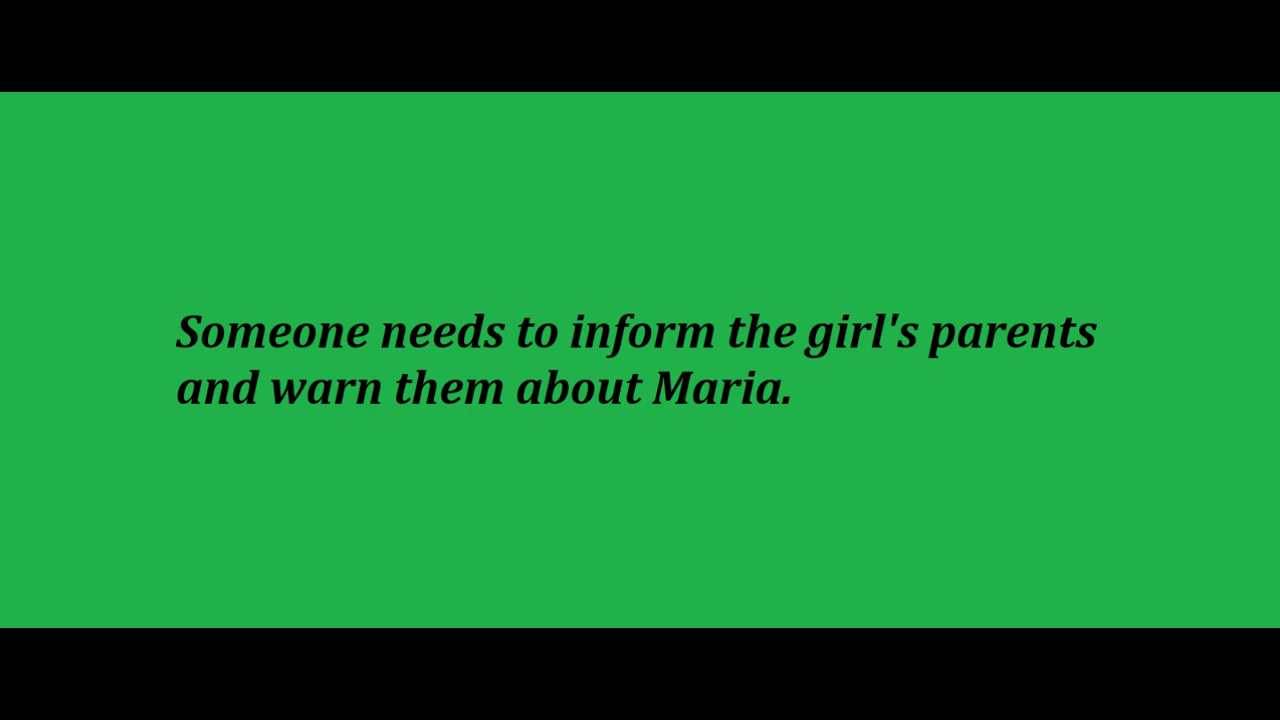 Someone needs to inform the girl's parents
and warn them about Maria.